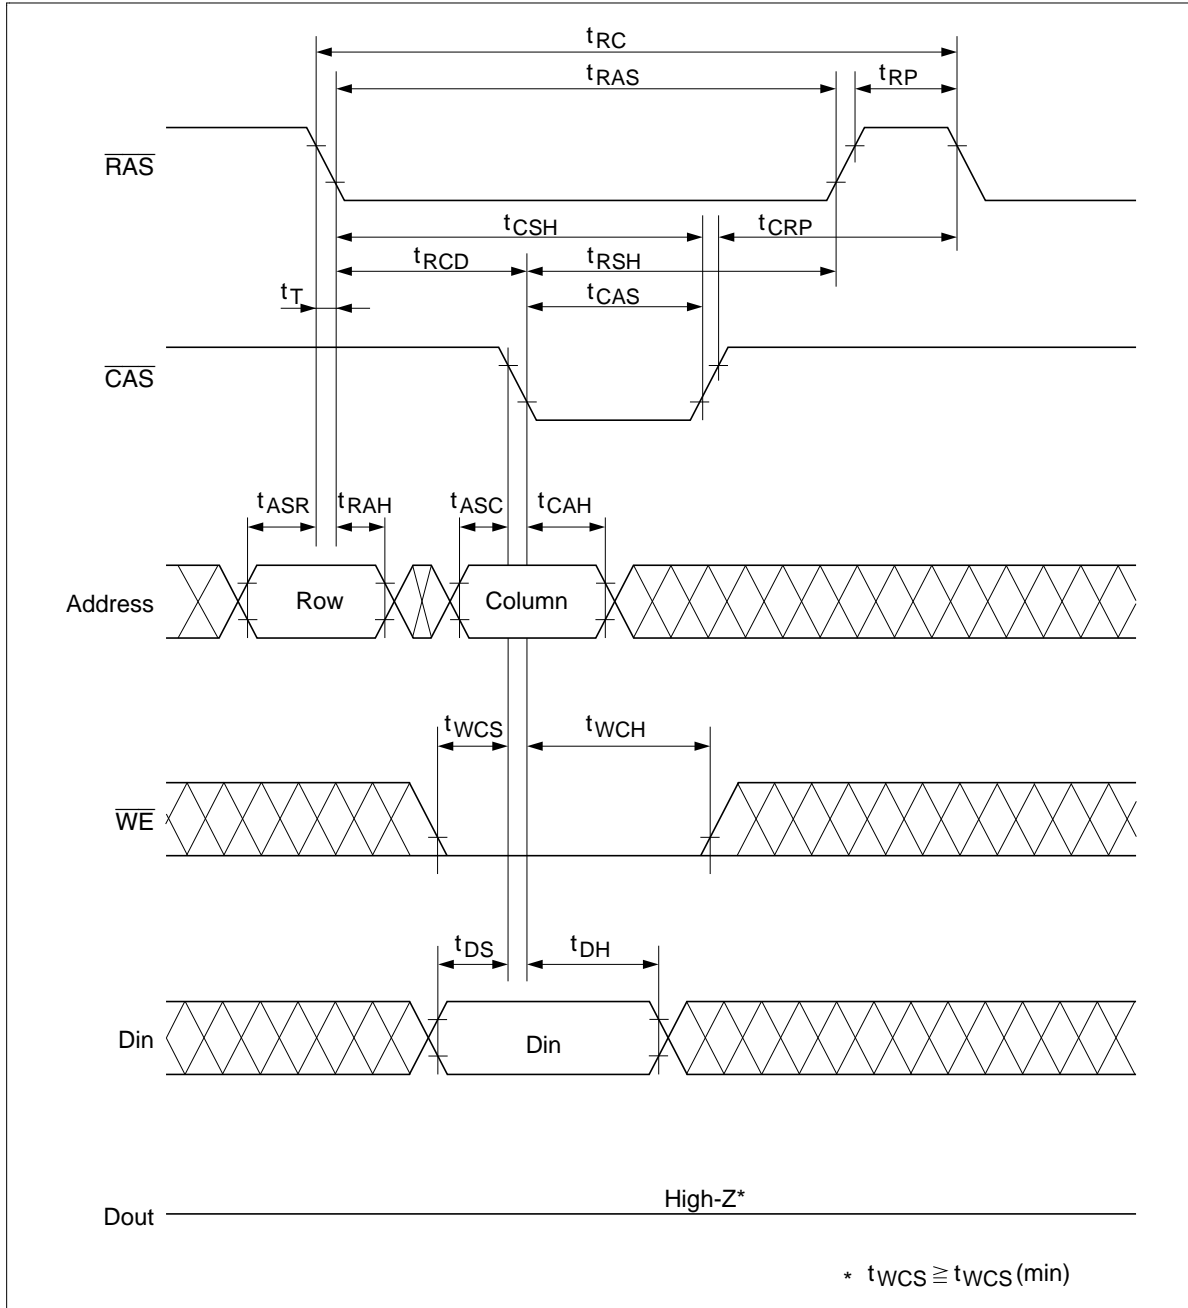 tRC
tRAS
tRP
RAS
tCSH
tCRP
tRCD
tRSH
tT
tCAS
CAS
tASR
tRAH
tASC
tCAH
Address
Row
Column
tWCS
tWCH
WE
tDS
tDH
Din
Din
High-Z*
Dout
* tWCS ≧ tWCS(min)